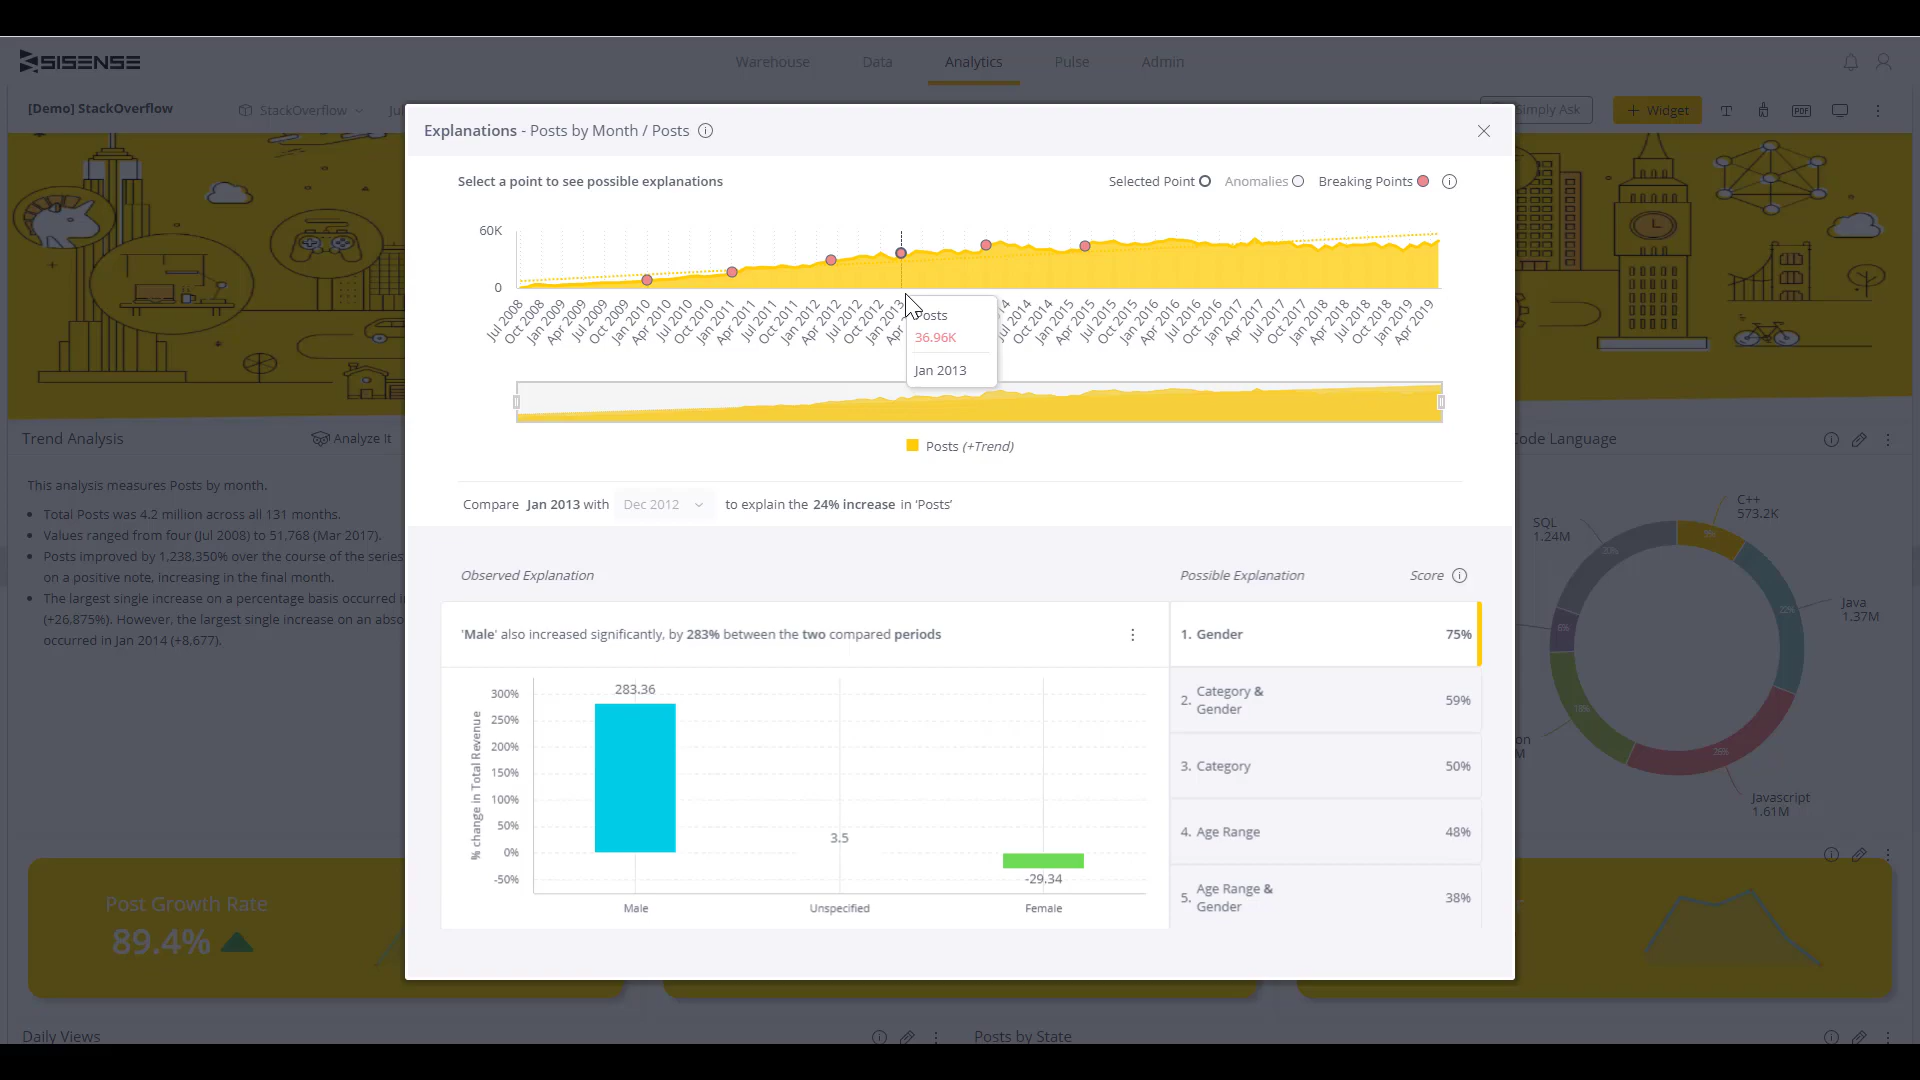 SISENSE
Warehouse Data Analytics Pulse Admin
[Demo] StackOverflow StackOverflow
Simply Ask + Widget PDF
Explanations - Posts by Month / Posts
Select a point to see possible explanations
Selected Point Anomalies Breaking Points
60K
0
Jul 2008 Oct 2008 Jan 2009 Apr 2009 Jul 2009 Oct 2009 Jan 2010 Apr 2010 Jul 2010 Oct 2010 Jan 2011 Apr 2011 Jul 2011 Oct 2011 Jan 2012 Apr 2012 Jul 2012 Oct 2012 Jan 2013 Jul 2014 Oct 2014 Jan 2015 Apr 2015 Jul 2015 Oct 2015 Jan 2016 Apr 2016 Jul 2016 Oct 2016 Jan 2017 Apr 2017 Jul 2017 Oct 2017 Jan 2018 Apr 2018 Jul 2018 Oct 2018 Jan 2019 Apr 2019
Posts
36.96K
Jan 2013
Posts (+Trend)
Compare Jan 2013 with Dec 2012 to explain the 24% increase in ‘Posts’
Observed Explanation
'Male' also increased significantly, by 283% between the two compared periods
% change in Total Revenue
300%
250%
200%
150%
100%
50%
0%
-50%
283.36
3.5
-29.34
Male Unspecified Female
Possible Explanation Score
1. Gender 75%
2. Category & Gender 59%
3. Category 50%
4. Age Range 48%
5. Age Range & Gender 38%
Trend Analysis Analyze It
This analysis measures Posts by month.
Total Posts was 4.2 million across all 131 months.
Values ranged from four (Jul 2008) to 51,768 (Mar 2017).
Posts improved by 1,238,350% over the course of the series
on a positive note, increasing in the final month.
The largest single increase on a percentage basis occurred
(+26,875%). However, the largest single increase on an
occurred in Jan 2014 (+8,677).
Code Language
C++
573.2K
SQL
1.24M
Java
1.37M
Javascript
1.61M
Post Growth Rate
89.4%
Daily Views
Posts by State